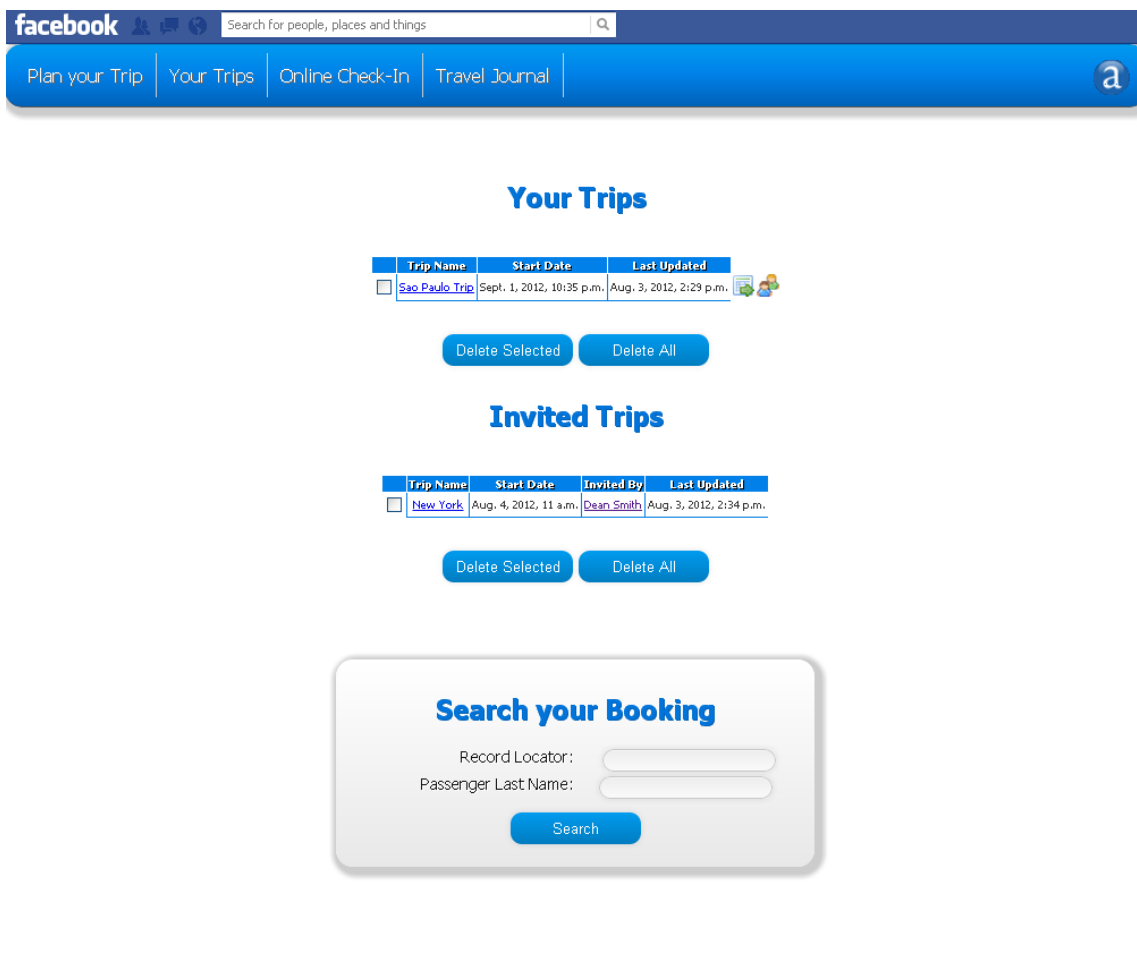 facebook Search for people, places and things
Plan your Trip Your Trips Online Check-In Travel Journal a
Your Trips
Trip Name Start Date Last Updated
Sao Paulo Trip Sept. 1, 2012, 10:35 p.m. Aug. 3, 2012, 2:29 p.m.
Delete Selected Delete All
Invited Trips
Trip Name Start Date Invited By Last Updated
New York Aug. 4, 2012, 11 a.m. Dean Smith Aug. 3, 2012, 2:34 p.m.
Delete Selected Delete All
Search your Booking
Record Locator:
Passenger Last Name:
Search